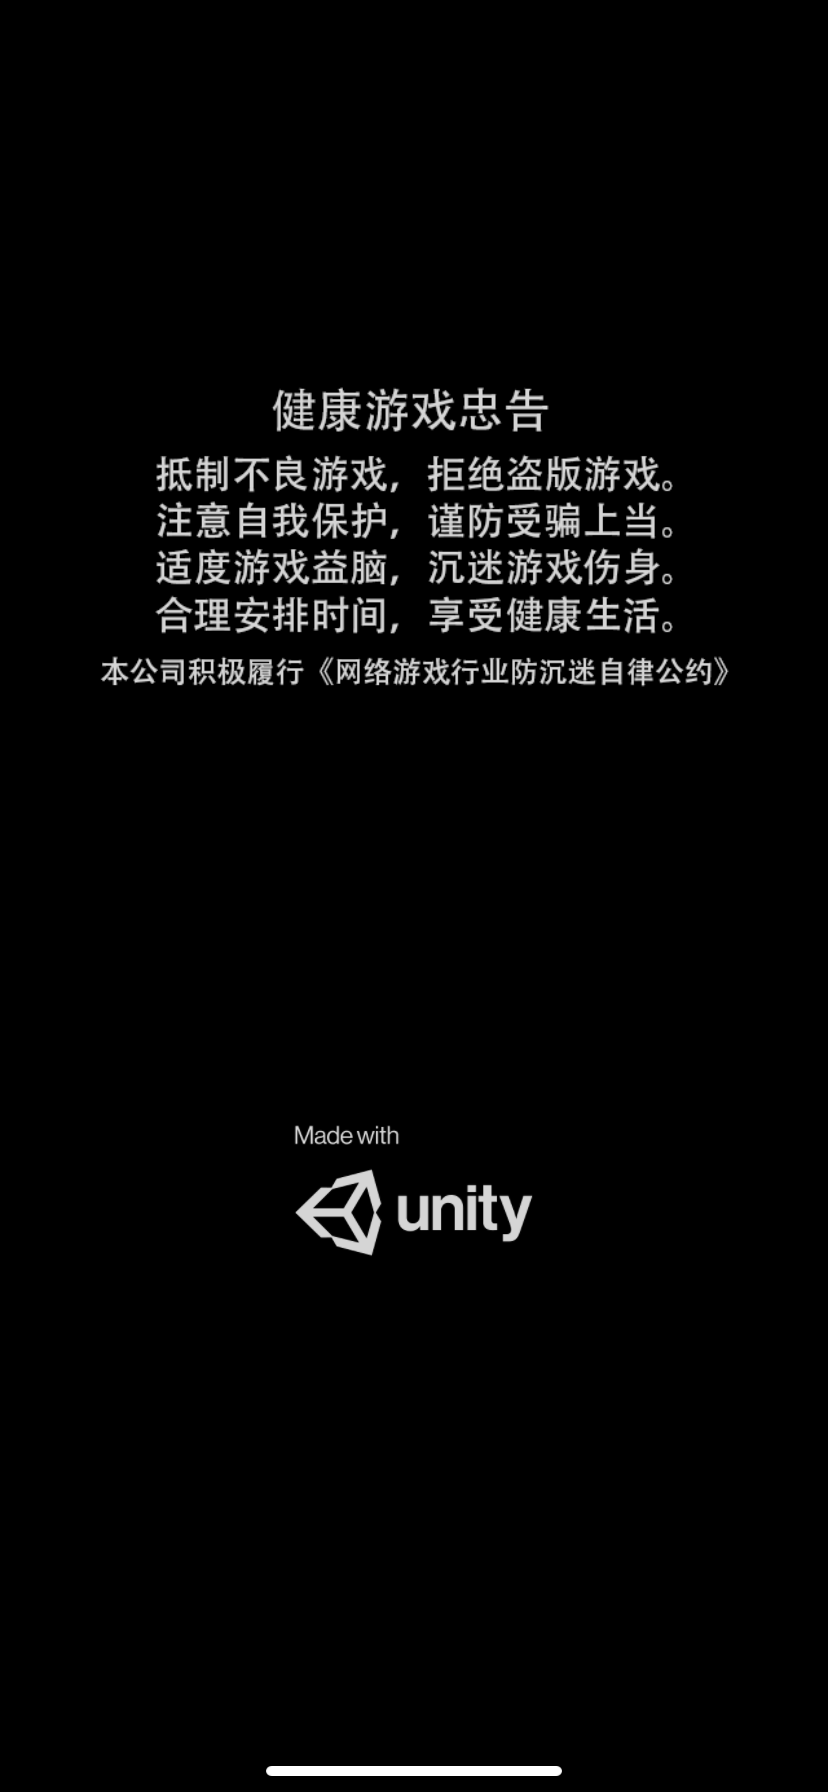 健康游戏忠告
抵制不良游戏，拒绝盗版游戏。
注意自我保护，谨防受骗上当。
适度游戏益脑，沉迷游戏伤身。
合理安排时间，享受健康生活。
本公司积极履行《网络游戏行业防沉迷自律公约》
Made with
unity